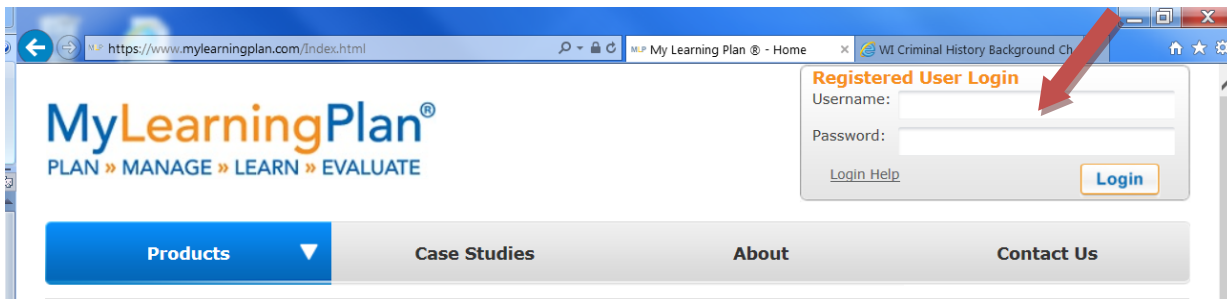 https://www.mylearningplan.com/Index.html
MLP My Learning Plan ® - Home
WI Criminal History Background Ch
Registered User Login
Username:
Password:
Login Help
Login
MyLearningPlan®
PLAN » MANAGE » LEARN » EVALUATE
Products
Case Studies
About
Contact Us